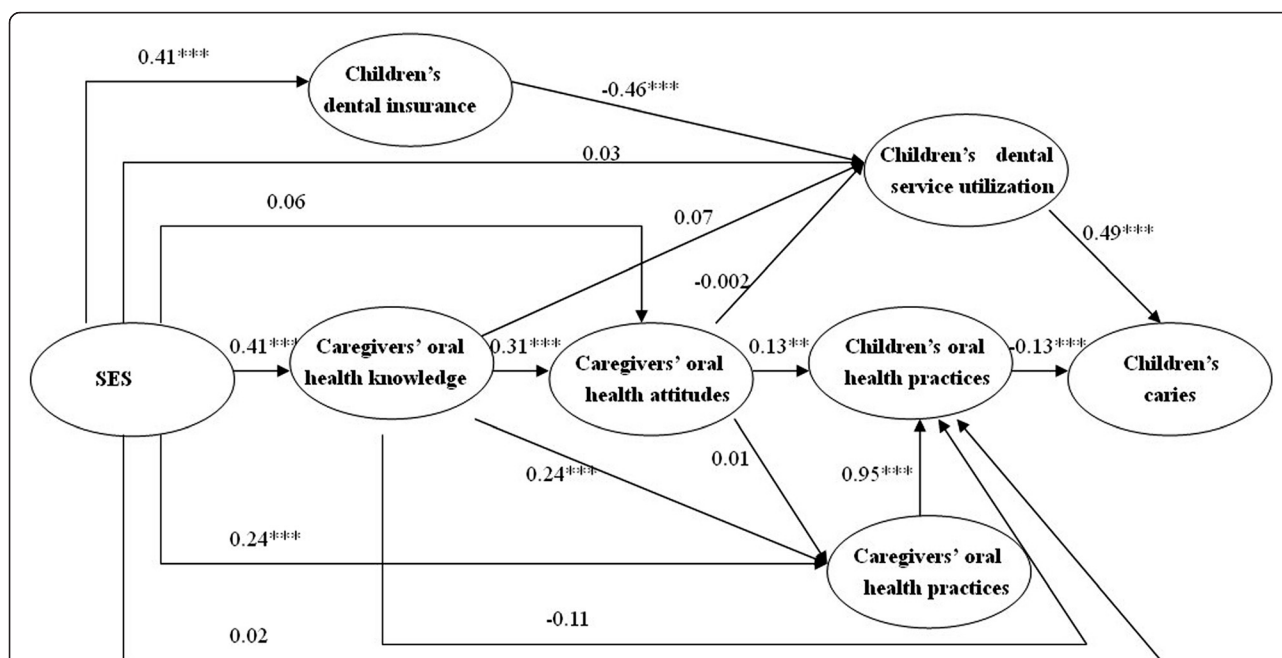 0.41***
Children's
dental insurance
-0.46***
0.03
Children's dental
service utilization
0.06
0.07
0.49***
-0.002
SES
0.41***
Caregivers' oral
health knowledge
0.31***
Caregivers' oral
health attitudes
0.13**
Children's oral
health practices
-0.13***
Children's
caries
0.24***
0.01
0.95***
0.24***
Caregivers' oral
health practices
0.02
-0.11